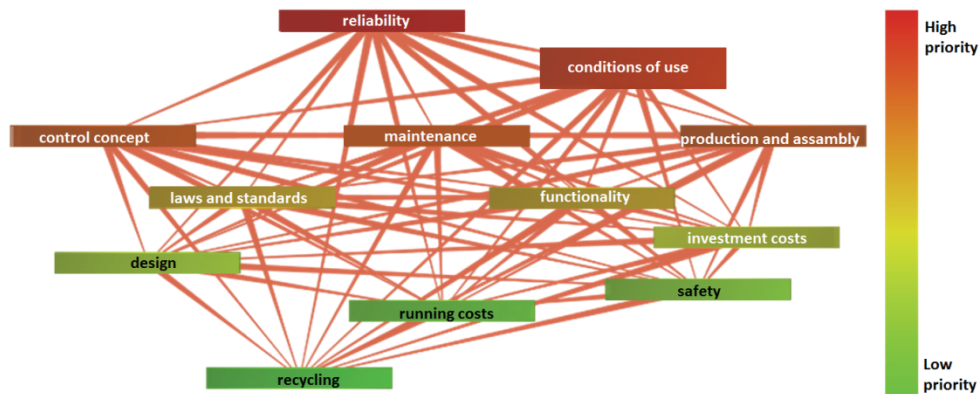 reliability
High
priority
conditions of use
control concept
maintenance
production and assambly
laws and standards
functionality
investment costs
design
safety
running costs
Low
priority
recycling